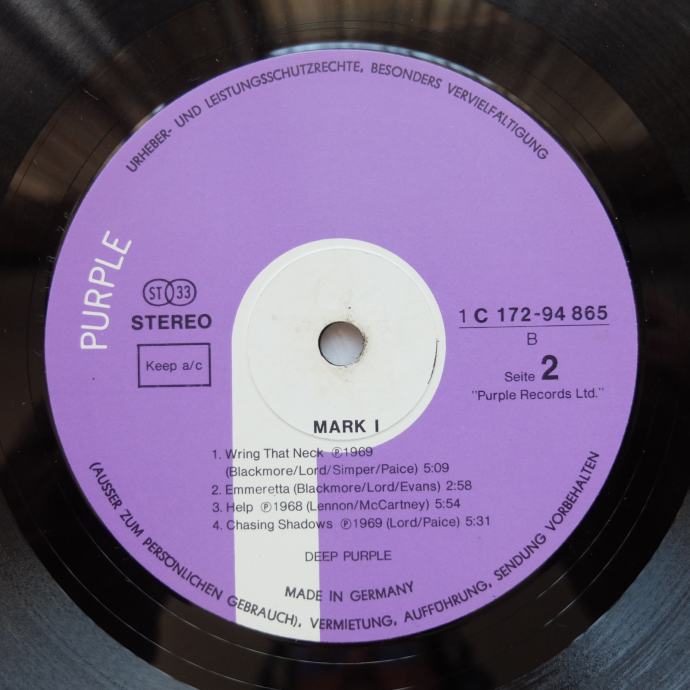 URHEBER- UND LEISTUNGSSCHUTZRECHTE, BESONDERS VERVIELFÄLTIGUNG
PURPLE
ST 33
STEREO
Keep a/c
1 C 172-94 865
B
Seite 2
"Purple Records Ltd."
MARK I
1. Wring That Neck ℗1969
(Blackmore/Lord/Simper/Paice) 5:09
2. Emmeretta (Blackmore/Lord/Evans) 2:58
3. Help ℗1968 (Lennon/McCartney) 5:54
4. Chasing Shadows ℗1969 (Lord/Paice) 5:31
DEEP PURPLE
MADE IN GERMANY
(AUSSER ZUM PERSÖNLICHEN GEBRAUCH), VERMIETUNG, AUFFÜHRUNG, SENDUNG VORBEHALTEN